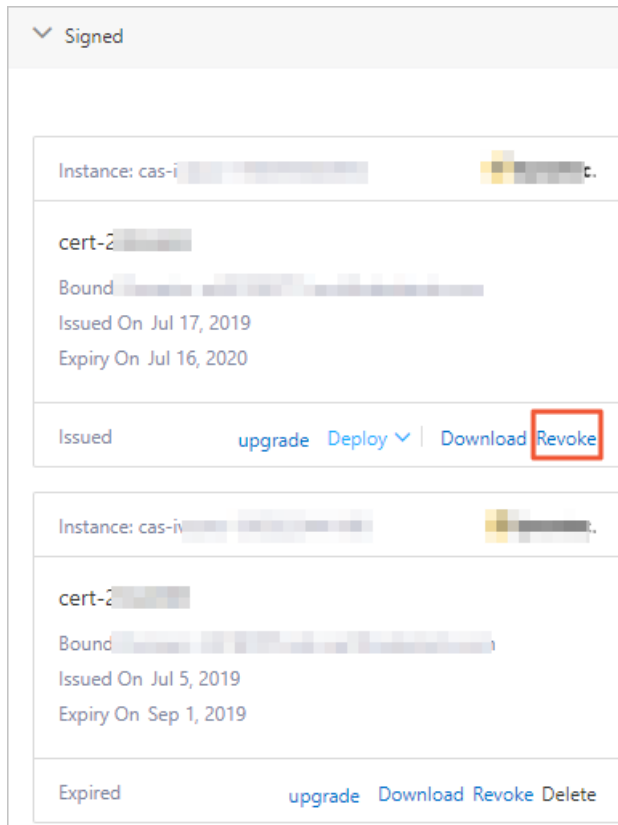 Signed
Instance: cas-i
cert-2
Bound
Issued On Jul 17, 2019
Expiry On Jul 16, 2020
Issued upgrade Deploy Download Revoke
Instance: cas-iv
cert-2
Bound
Issued On Jul 5, 2019
Expiry On Sep 1, 2019
Expired upgrade Download Revoke Delete